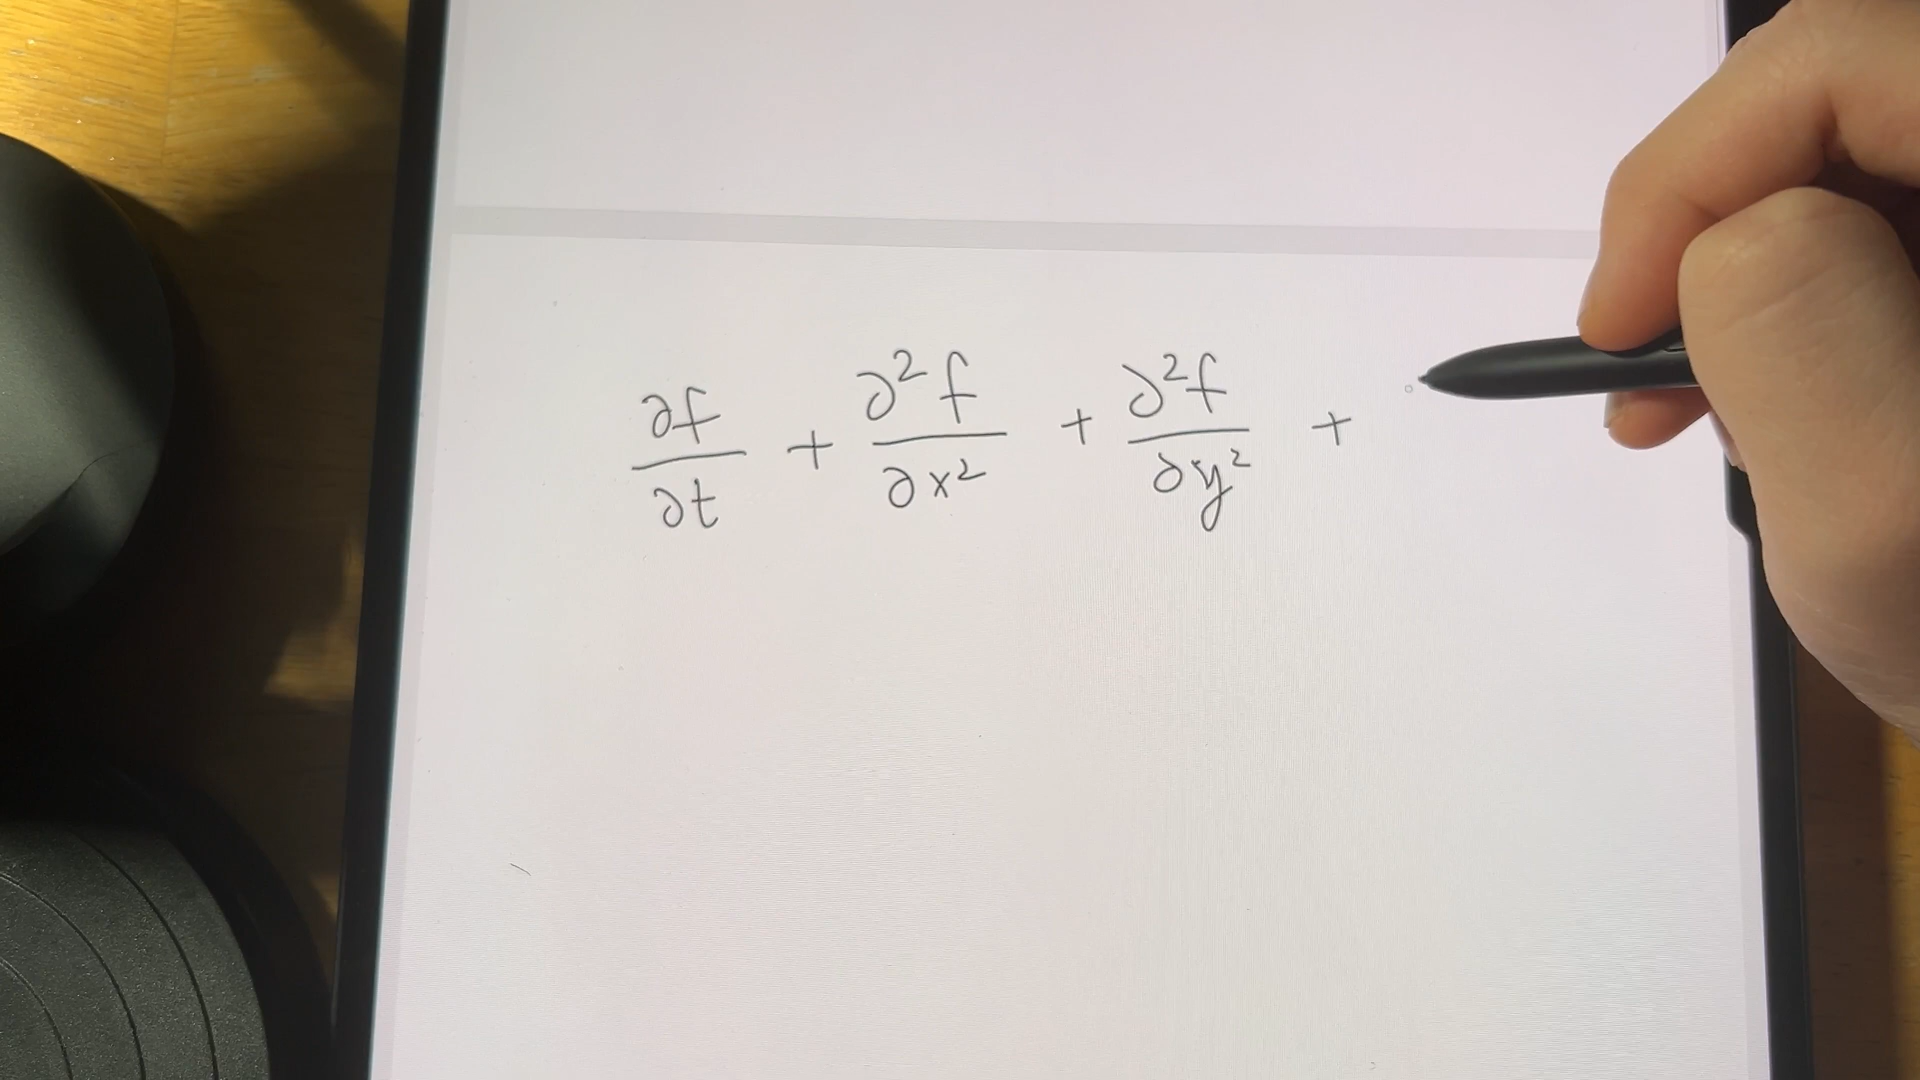 ∂f/∂t + ∂²f/∂x² + ∂²f/∂y² +